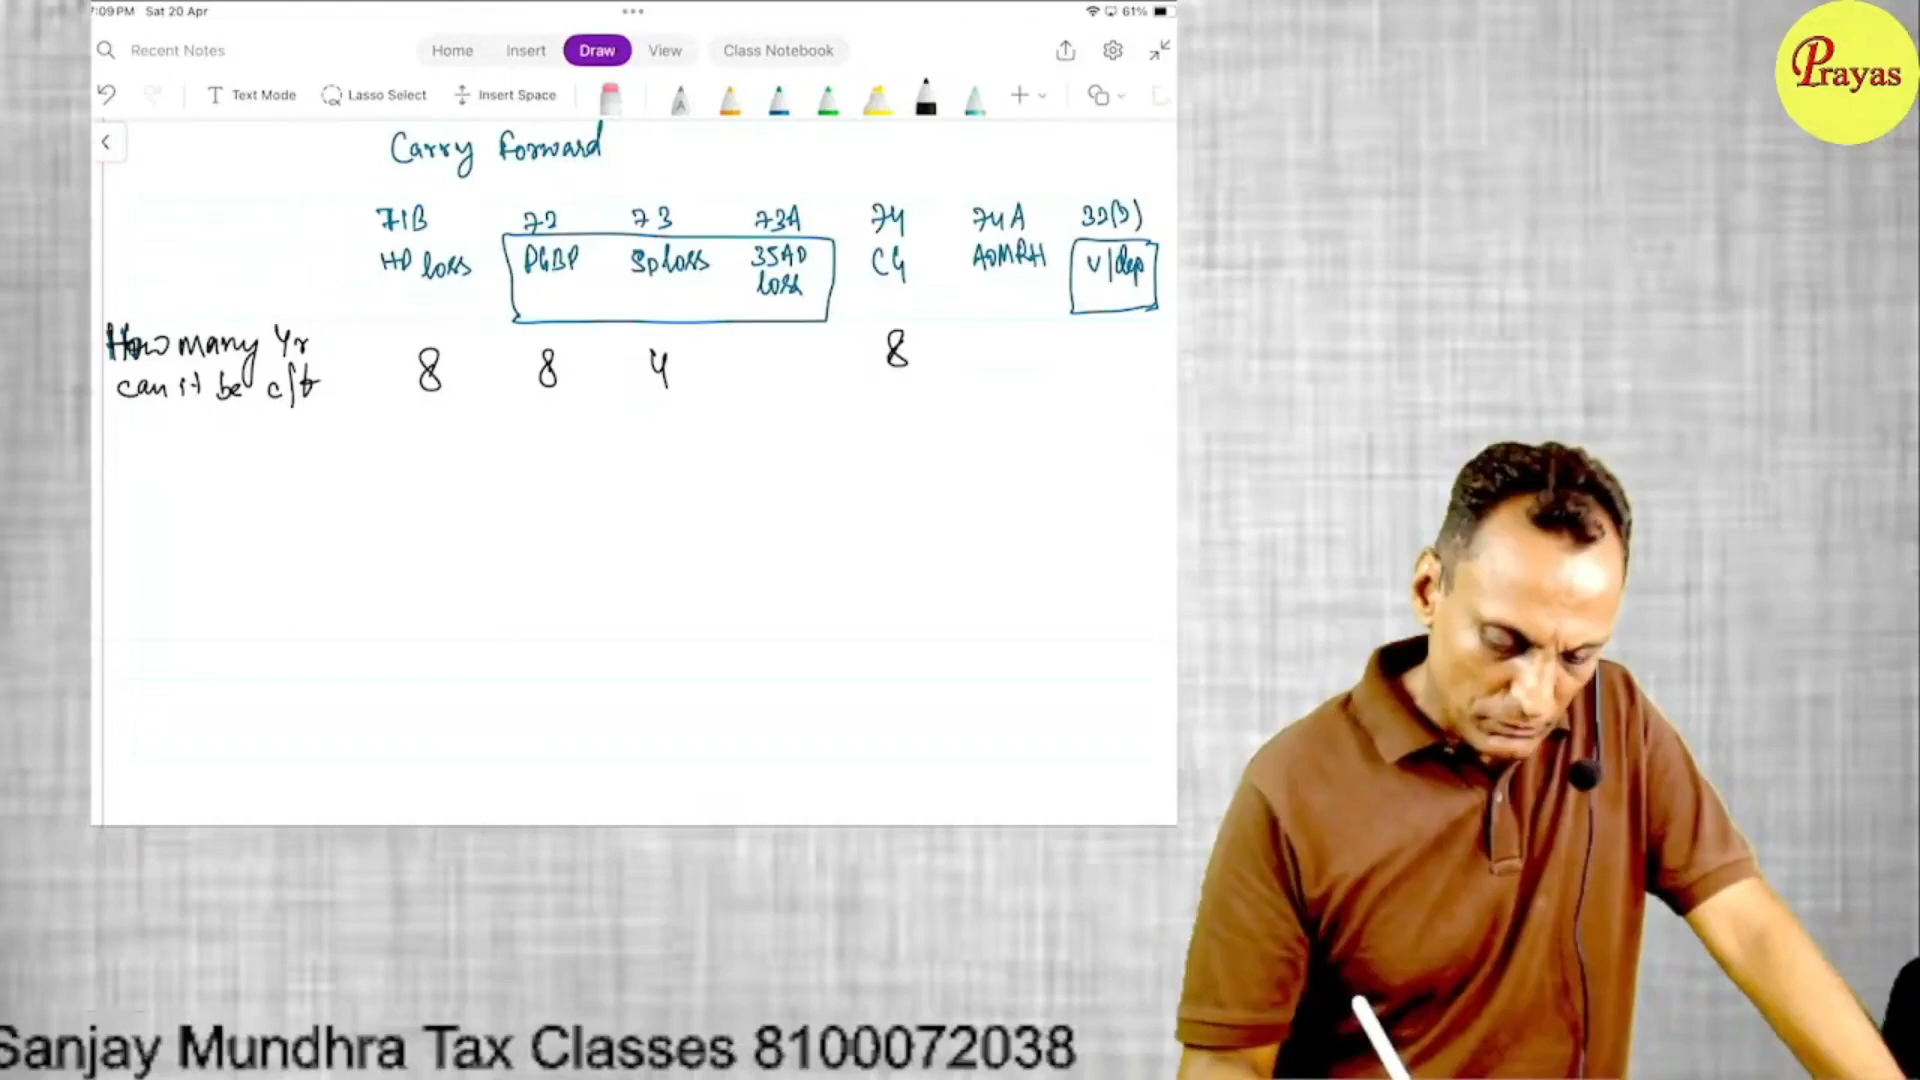 7:09 PM Sat 20 Apr
61%
Recent Notes
Home Insert Draw View Class Notebook
Text Mode Lasso Select Insert Space
Prayas
Carry Forward
71B 72 73 73A 74 74A 32(2)
HP loss PGBP Sp loss 35AD loss CG AOMRH U/dep
How many Yr
can it be c/f
8 8 4 8
Sanjay Mundhra Tax Classes 8100072038